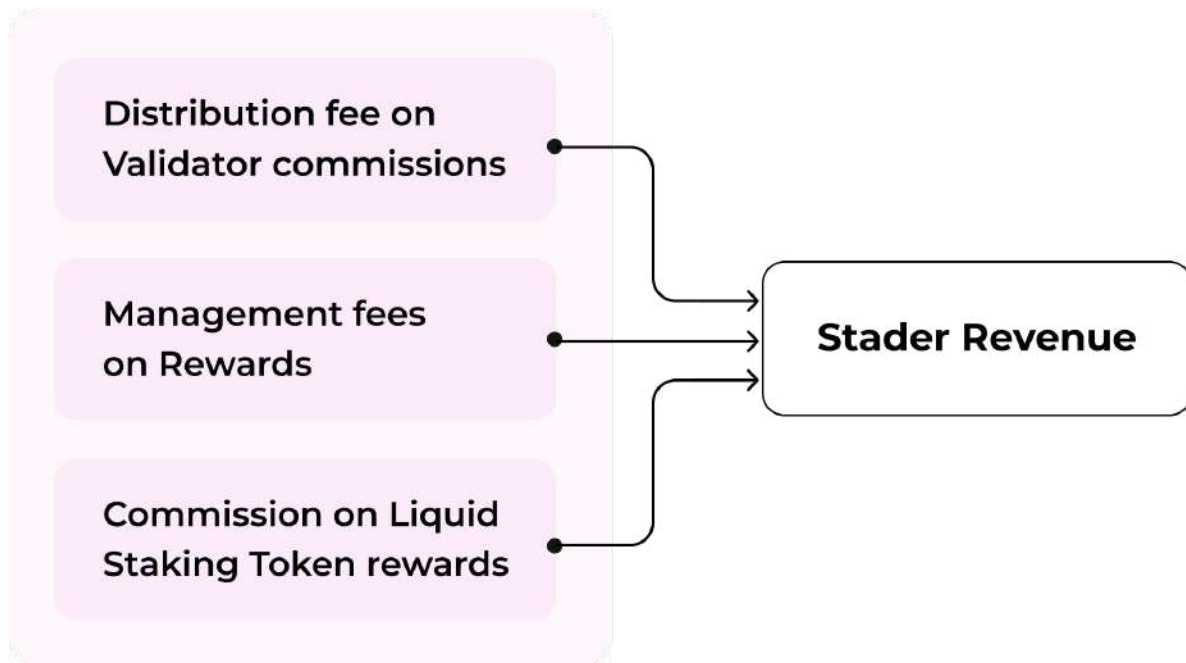 Distribution fee on
Validator commissions
Management fees
on Rewards
Commission on Liquid
Staking Token rewards
Stader Revenue